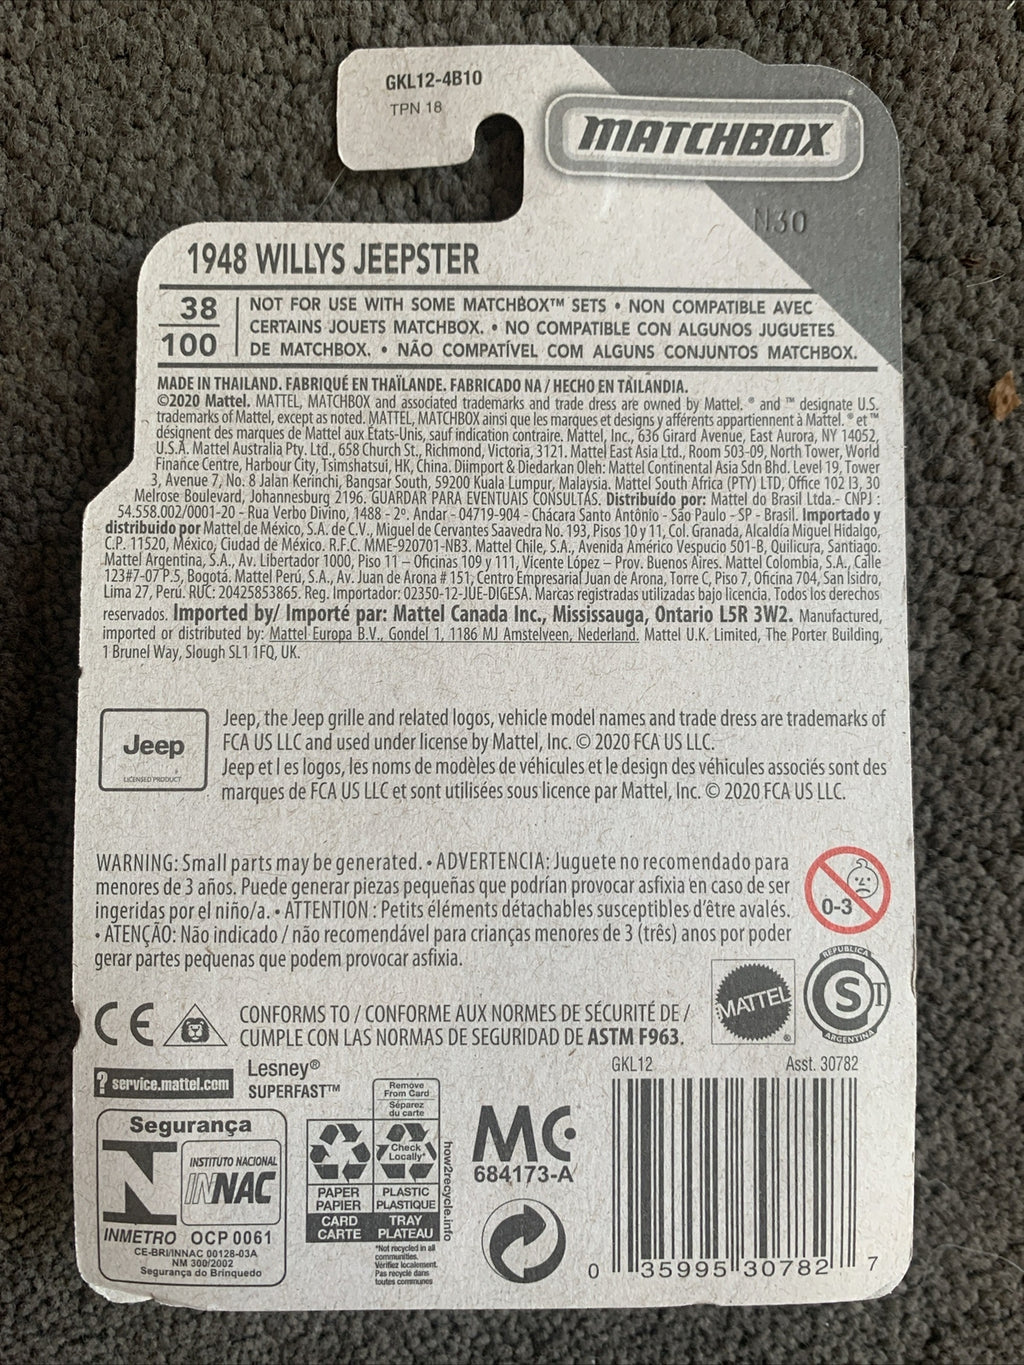 GKL12-4B10
TPN 18
MATCHBOX
N30
1948 WILLYS JEEPSTER
38
100
NOT FOR USE WITH SOME MATCHBOX™ SETS • NON COMPATIBLE AVEC
CERTAINS JOUETS MATCHBOX. • NO COMPATIBLE CON ALGUNOS JUGUETES
DE MATCHBOX. • NÃO COMPATÍVEL COM ALGUNS CONJUNTOS MATCHBOX.
MADE IN THAILAND. FABRIQUÉ EN THAÏLANDE. FABRICADO NA / HECHO EN TAILANDIA.
©2020 Mattel. MATTEL, MATCHBOX and associated trademarks and trade dress are owned by Mattel. ® and ™ designate U.S.
trademarks of Mattel, except as noted. MATTEL, MATCHBOX ainsi que les marques et designs y afférents appartiennent à Mattel. ® et ™
désignent des marques de Mattel aux États-Unis, sauf indication contraire. Mattel, Inc., 636 Girard Avenue, East Aurora, NY 14052,
U.S.A. Mattel Australia Pty. Ltd., 658 Church St., Richmond, Victoria, 3121. Mattel East Asia Ltd., Room 503-09, North Tower, World
Finance Centre, Harbour City, Tsimshatsui, HK, China. Diimport & Diedarkan Oleh: Mattel Continental Asia Sdn Bhd. Level 19, Tower
3, Avenue 7, No. 8 Jalan Kerinchi, Bangsar South, 59200 Kuala Lumpur, Malaysia. Mattel South Africa (PTY) LTD, Office 102 I3, 30
Melrose Boulevard, Johannesburg 2196. GUARDAR PARA EVENTUAIS CONSULTAS. Distribuído por: Mattel do Brasil Ltda.- CNPJ :
54.558.002/0001-20 - Rua Verbo Divino, 1488 - 2º. Andar - 04719-904 - Chácara Santo Antônio - São Paulo - SP - Brasil. Importado y
distribuido por Mattel de México, S.A. de C.V., Miguel de Cervantes Saavedra No. 193, Pisos 10 y 11, Col. Granada, Alcaldía Miguel Hidalgo,
C.P. 11520, México, Ciudad de México. R.F.C. MME-920701-NB3. Mattel Chile, S.A., Avenida Américo Vespucio 501-B, Quilicura, Santiago.
Mattel Argentina, S.A., Av. Libertador 1000, Piso 11 – Oficinas 109 y 111, Vicente López – Prov. Buenos Aires. Mattel Colombia, S.A., Calle
123#7-07 P.5, Bogotá. Mattel Perú, S.A., Av. Juan de Arona # 151, Centro Empresarial Juan de Arona, Torre C, Piso 7, Oficina 704, San Isidro,
Lima 27, Perú. RUC: 20425853865. Reg. Importador: 02350-12-JUE-DIGESA. Marcas registradas utilizadas bajo licencia. Todos los derechos
reservados. Imported by/ Importé par: Mattel Canada Inc., Mississauga, Ontario L5R 3W2. Manufactured,
imported or distributed by: Mattel Europa B.V., Gondel 1, 1186 MJ Amstelveen, Nederland. Mattel U.K. Limited, The Porter Building,
1 Brunel Way, Slough SL1 1FQ, UK.
Jeep
LICENSED PRODUCT
Jeep, the Jeep grille and related logos, vehicle model names and trade dress are trademarks of
FCA US LLC and used under license by Mattel, Inc. © 2020 FCA US LLC.
Jeep et l es logos, les noms de modèles de véhicules et le design des véhicules associés sont des
marques de FCA US LLC et sont utilisées sous licence par Mattel, Inc. © 2020 FCA US LLC.
WARNING: Small parts may be generated. • ADVERTENCIA: Juguete no recomendado para
menores de 3 años. Puede generar piezas pequeñas que podrían provocar asfixia en caso de ser
ingeridas por el niño/a. • ATTENTION : Petits éléments détachables susceptibles d'être avalés.
• ATENÇÃO: Não indicado / não recomendável para crianças menores de 3 (três) anos por poder
gerar partes pequenas que podem provocar asfixia.
0-3
CE
CONFORMS TO / CONFORME AUX NORMES DE SÉCURITÉ DE /
CUMPLE CON LAS NORMAS DE SEGURIDAD DE ASTM F963.
MATTEL®
REPUBLICA
S T
ARGENTINA
? service.mattel.com
Lesney®
SUPERFAST™
Segurança
INSTITUTO NACIONAL
INNAC
INMETRO OCP 0061
CE-BRI/INNAC 00128-03A
NM 300/2002
Segurança do Brinquedo
Remove
From Card
Séparez
du carte
Check
Locally*
PAPER
PAPIER
PLASTIC
PLASTIQUE
CARD
CARTE
TRAY
PLATEAU
*Not recycled in all
communities.
Vérifiez localement.
Pas recyclé dans
toutes communes
how2recycle.info
MC
684173-A
GKL12
Asst. 30782
0 35995 30782 7